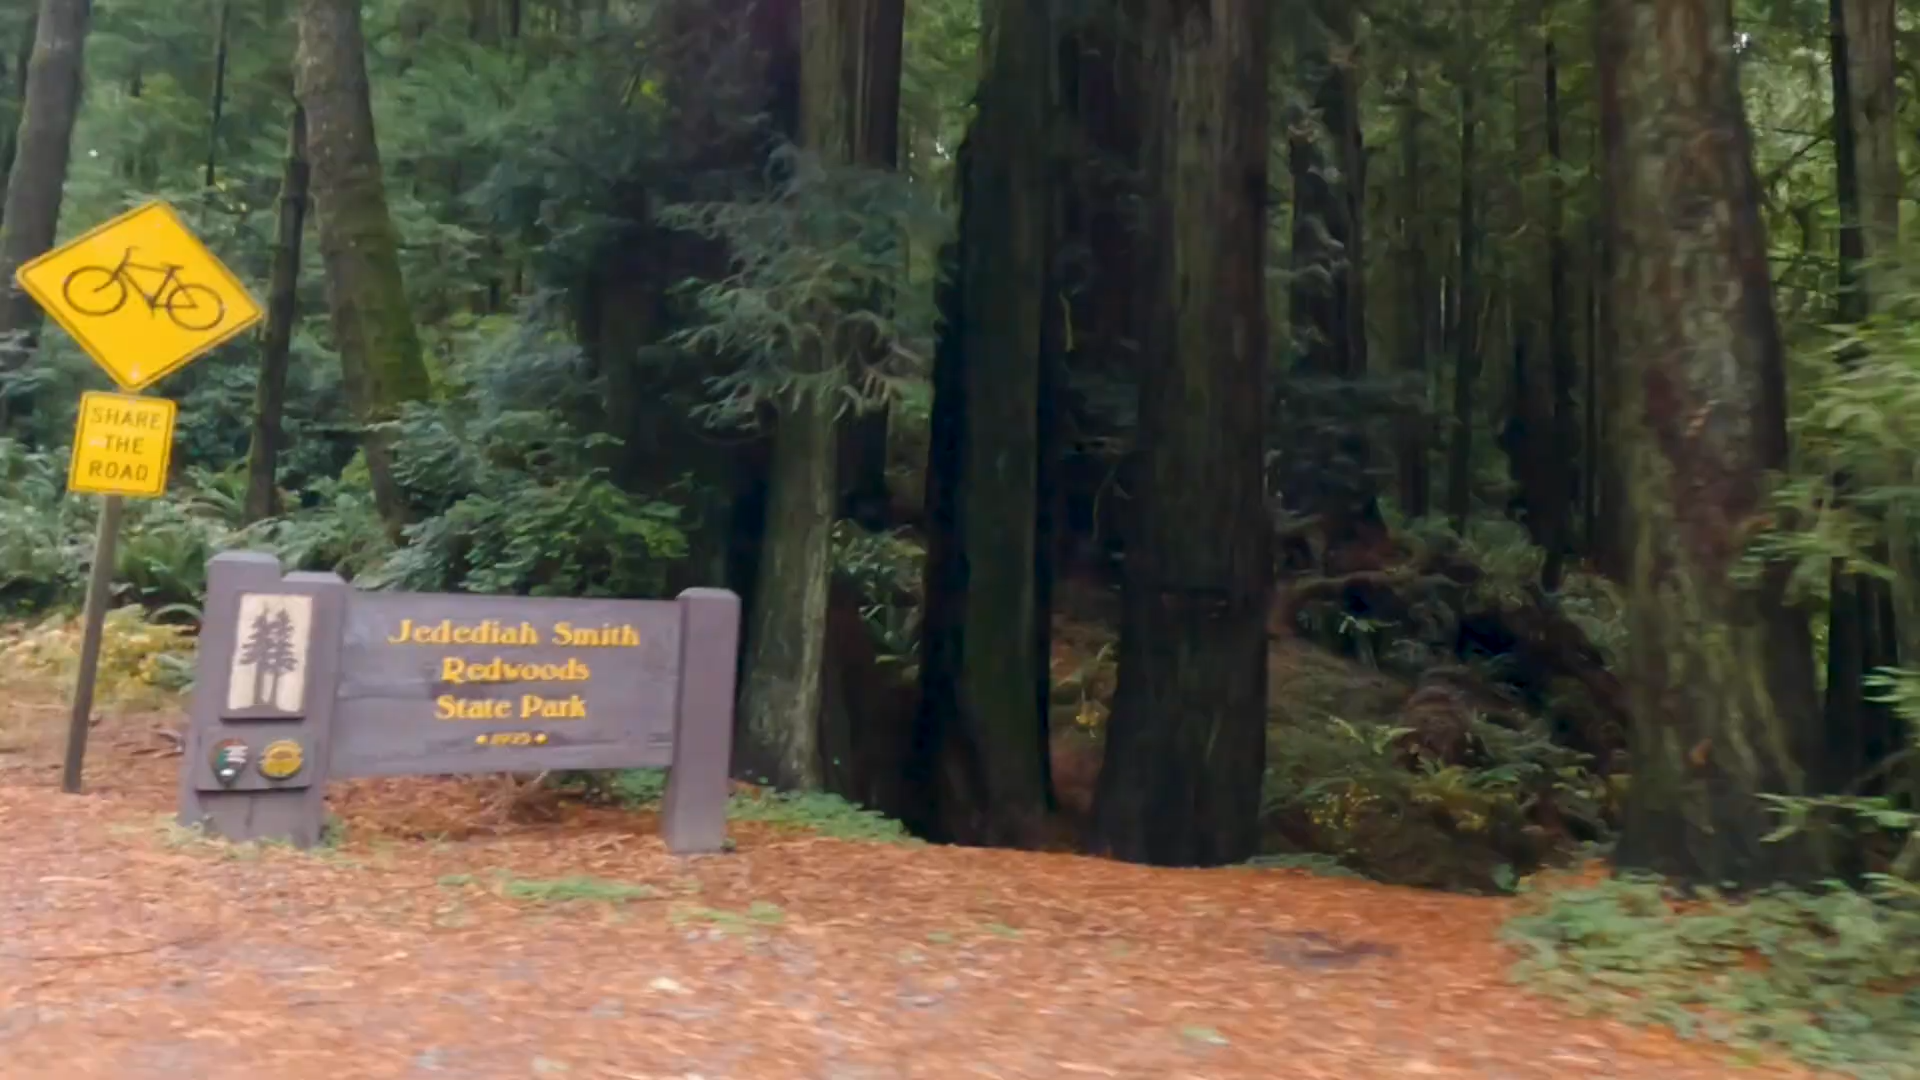 SHARE
THE
ROAD
Jedediah Smith
Redwoods
State Park